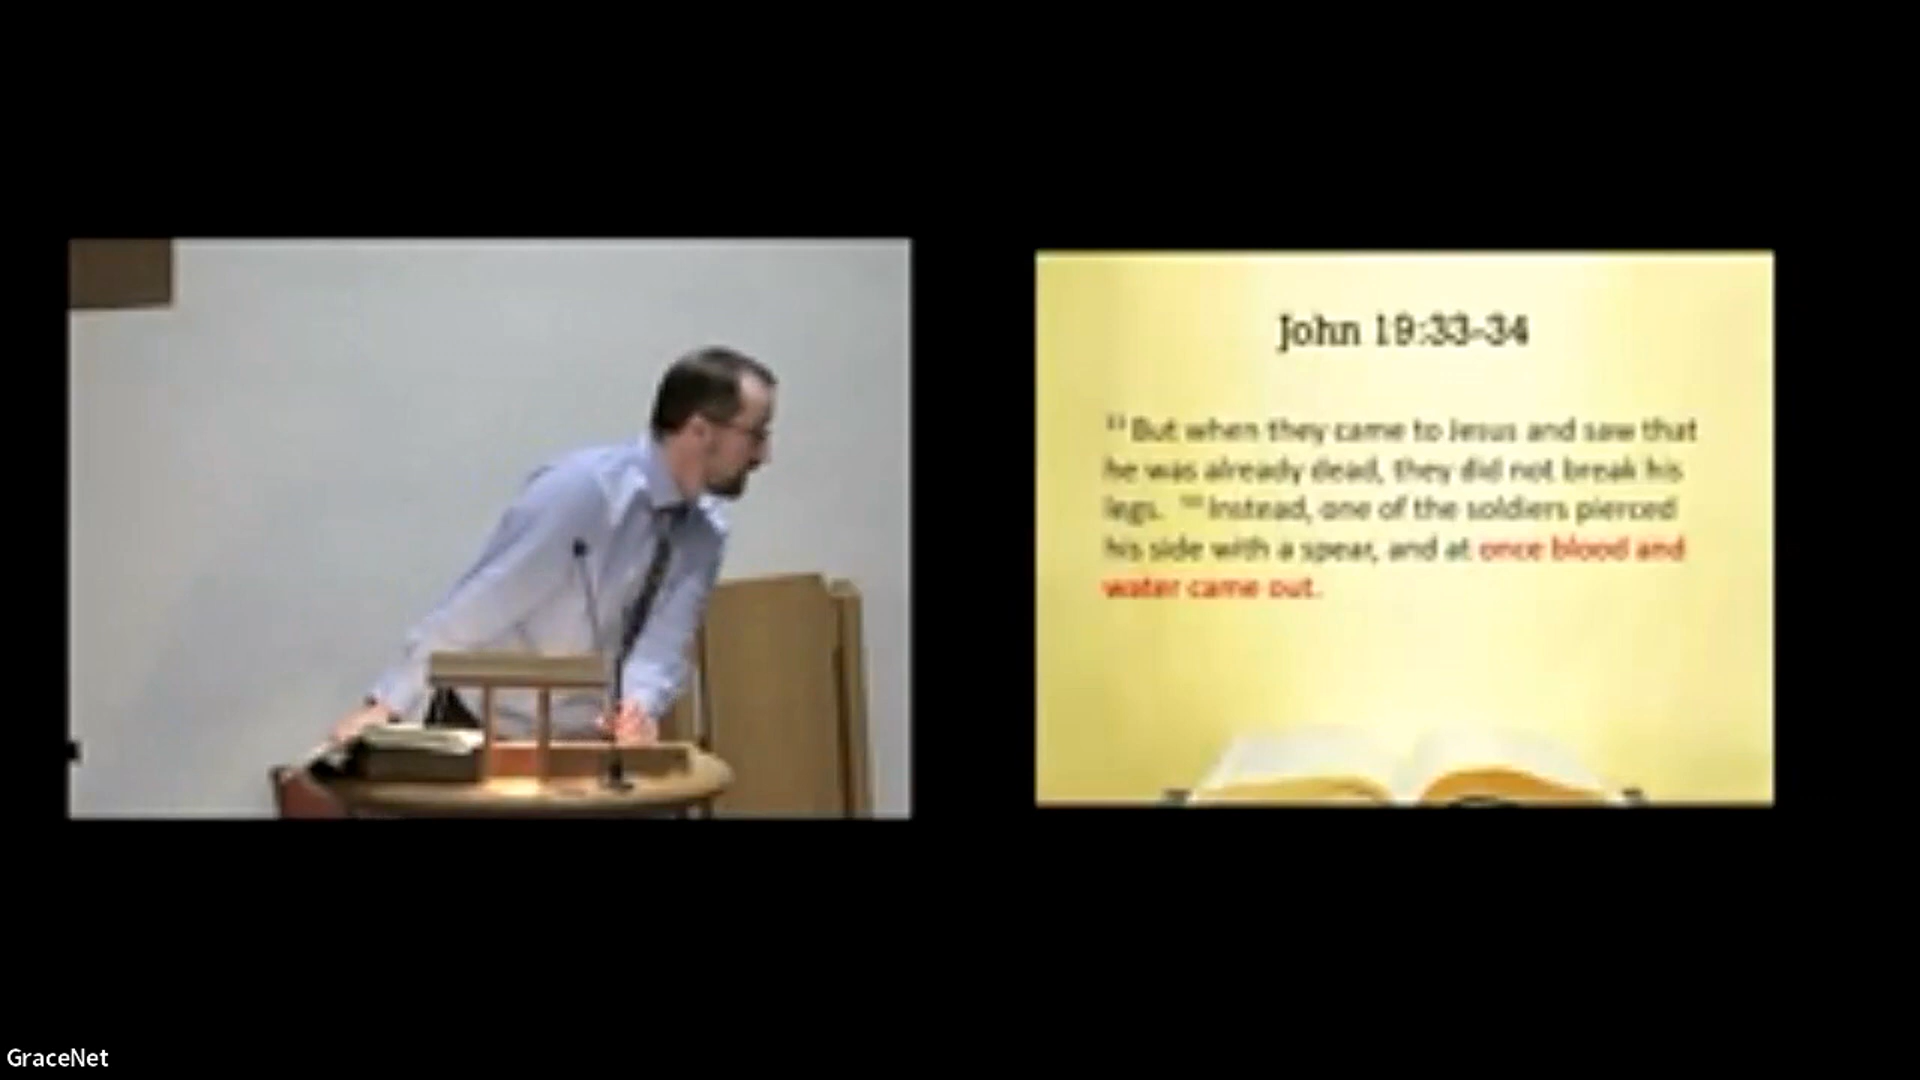 John 19:33-34
33 But when they came to Jesus and saw that
he was already dead, they did not break his
legs. 34 Instead, one of the soldiers pierced
his side with a spear, and at once blood and
water came out.
GraceNet